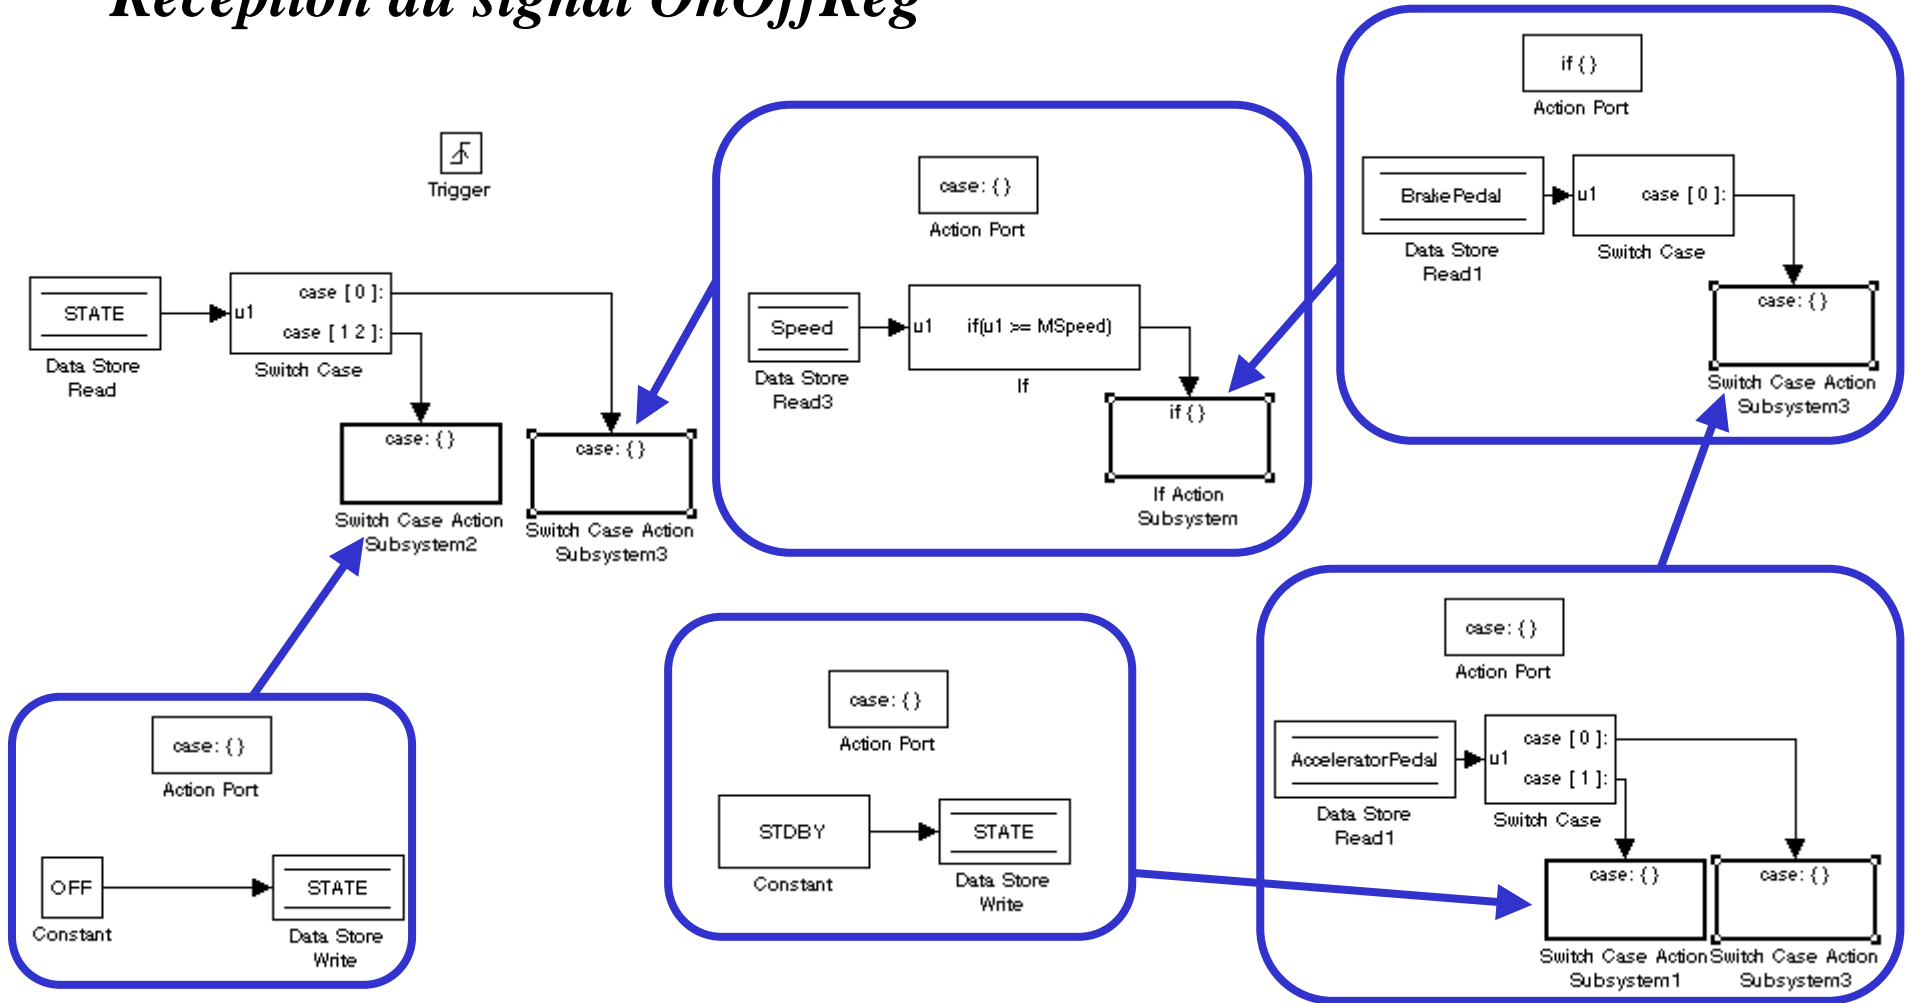 Réception du signal OnOffReg
Trigger
STATE
Data Store
Read
u1
case [ 0 ]:
case [ 1 2 ]:
Switch Case
case: { }
Switch Case Action
Subsystem2
case: { }
Switch Case Action
Subsystem3
case: { }
Action Port
Speed
Data Store
Read3
u1
if(u1 >= MSpeed)
If
if { }
If Action
Subsystem
if { }
Action Port
BrakePedal
Data Store
Read1
u1
case [ 0 ]:
Switch Case
case: { }
Switch Case Action
Subsystem3
case: { }
Action Port
OFF
Constant
STATE
Data Store
Write
case: { }
Action Port
STDBY
Constant
STATE
Data Store
Write
case: { }
Action Port
AcceleratorPedal
Data Store
Read1
u1
case [ 0 ]:
case [ 1 ]:
Switch Case
case: { }
Switch Case Action
Subsystem1
case: { }
Switch Case Action
Subsystem3